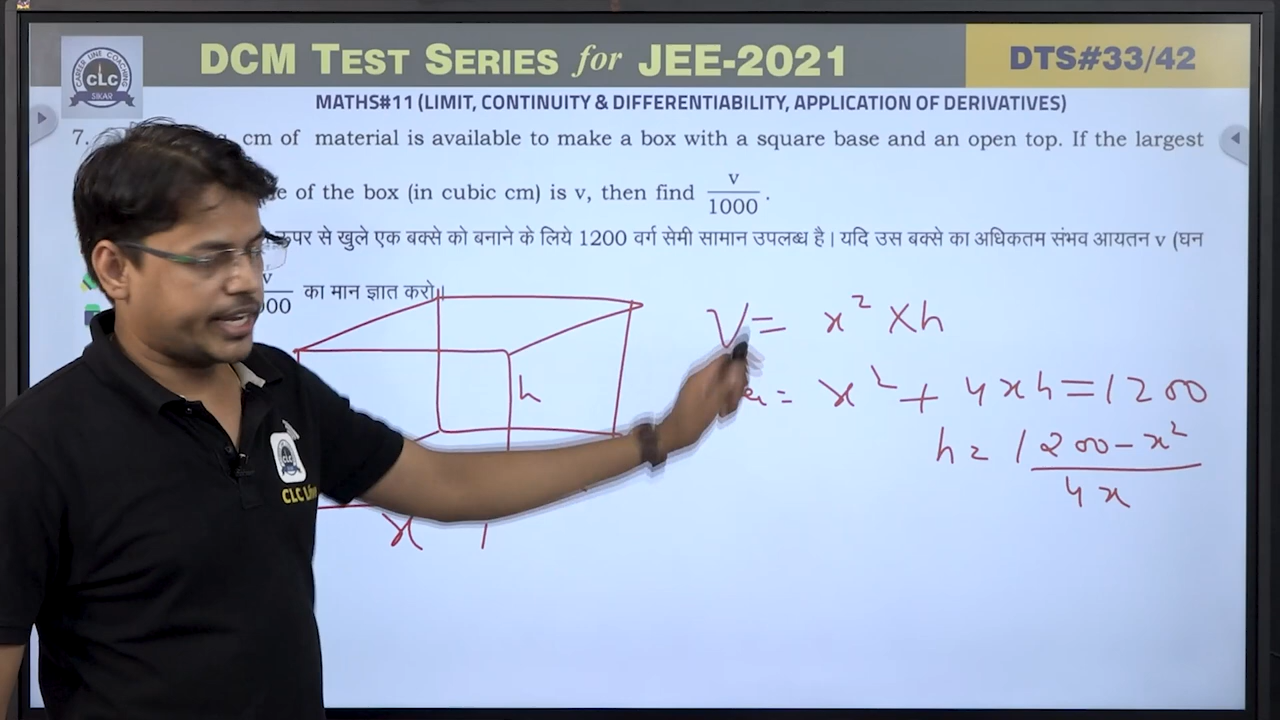 DCM TEST SERIES for JEE-2021
DTS#33/42
CAREER LINE COACHING
CLC
SIKAR
MATHS#11 (LIMIT, CONTINUITY & DIFFERENTIABILITY, APPLICATION OF DERIVATIVES)
7. cm of material is available to make a box with a square base and an open top. If the largest
of the box (in cubic cm) is v, then find v/1000.
ऊपर से खुले एक बक्से को बनाने के लिये 1200 वर्ग सेमी सामान उपलब्ध है। यदि उस बक्से का अधिकतम संभव आयतन v (घन
v
का मान ज्ञात करो।
V = x² × h
= x² + 4xh = 1200
h = 1200 - x²
4x
h
x
CLC